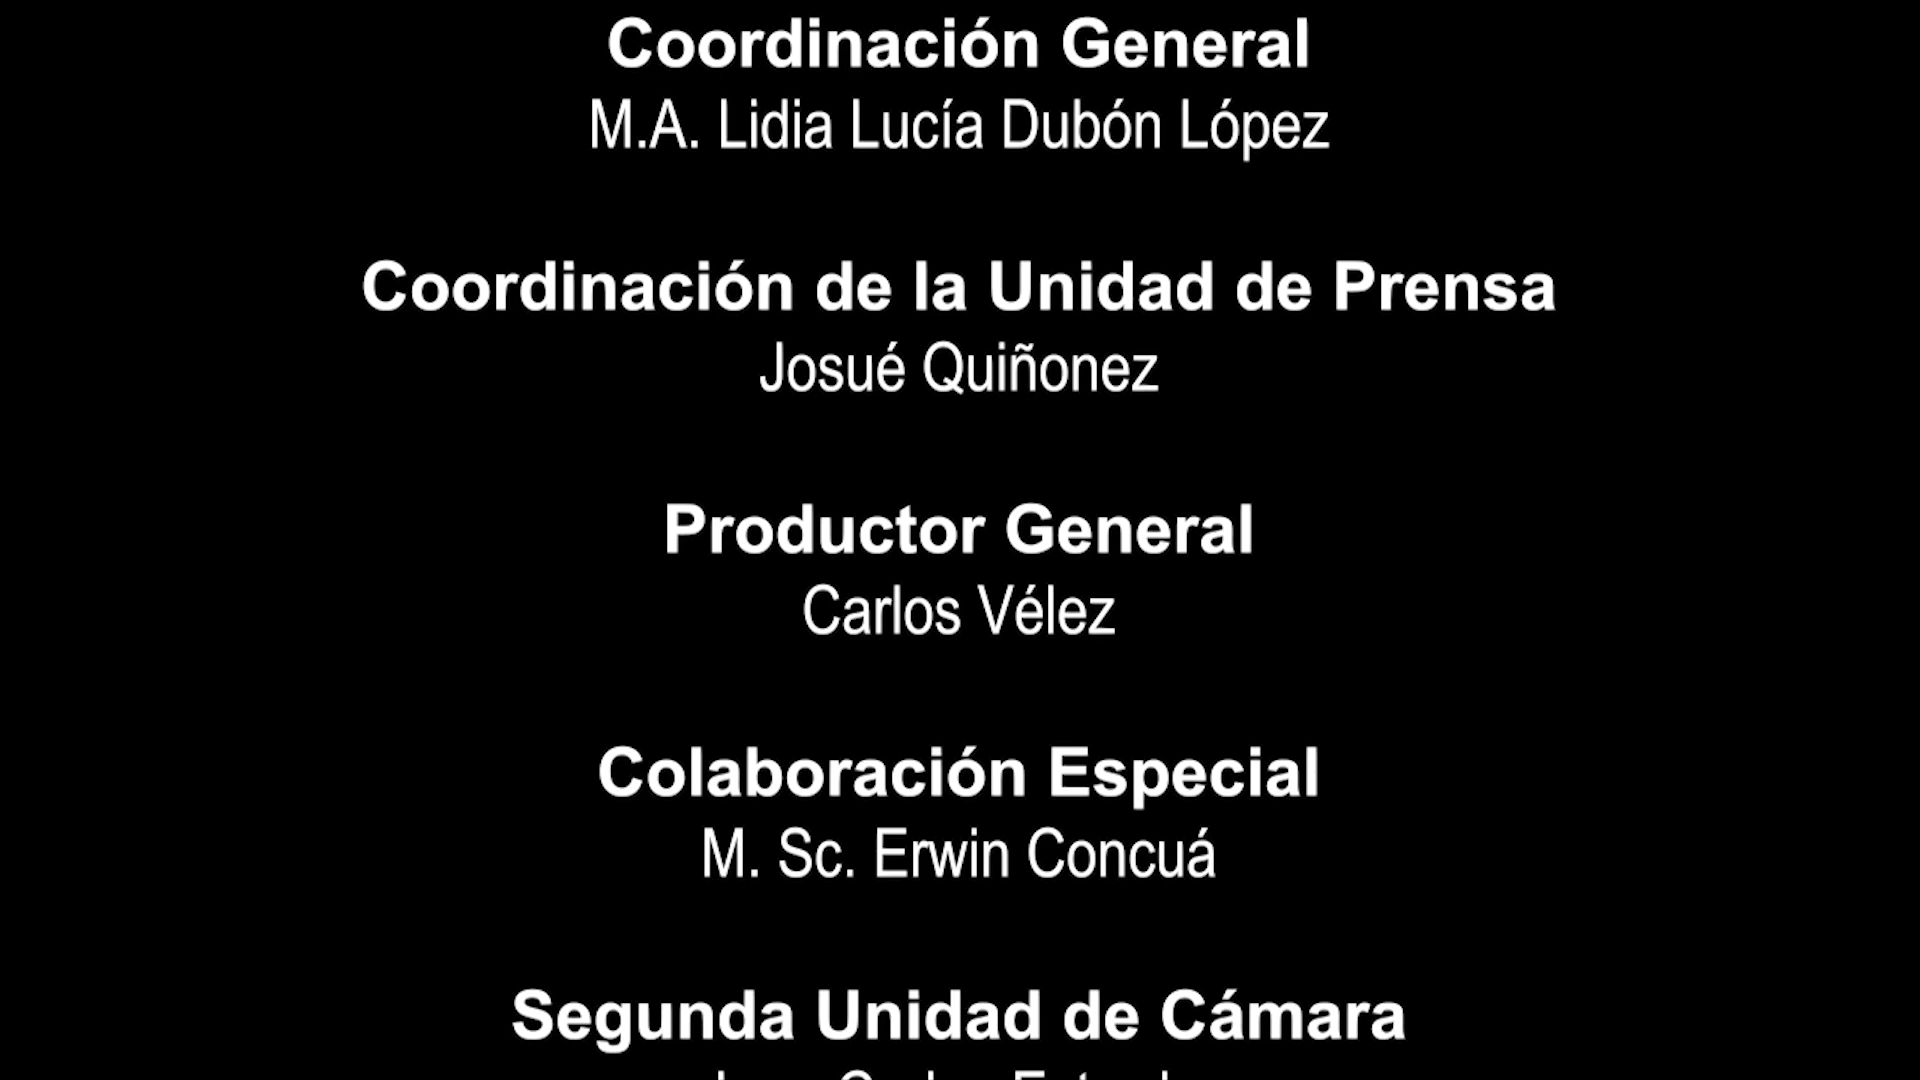 Coordinación General
M.A. Lidia Lucía Dubón López
Coordinación de la Unidad de Prensa
Josué Quiñonez
Productor General
Carlos Vélez
Colaboración Especial
M. Sc. Erwin Concuá
Segunda Unidad de Cámara